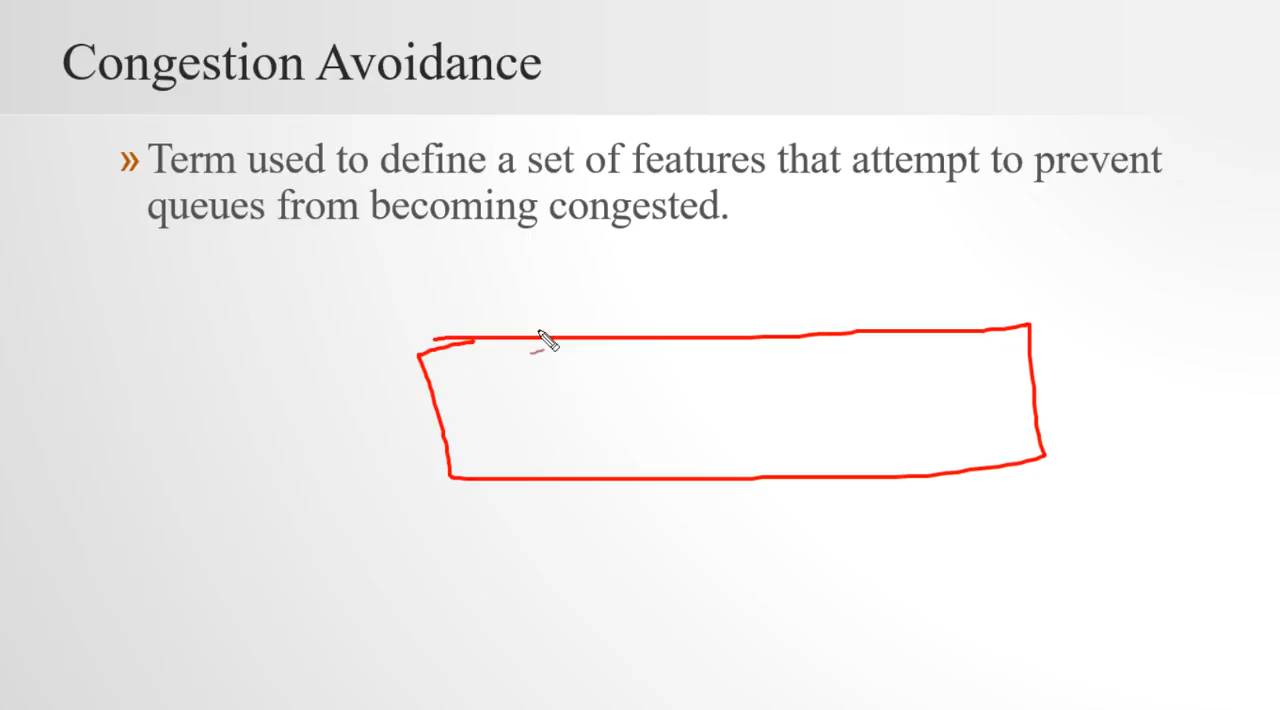 Congestion Avoidance
» Term used to define a set of features that attempt to prevent
queues from becoming congested.